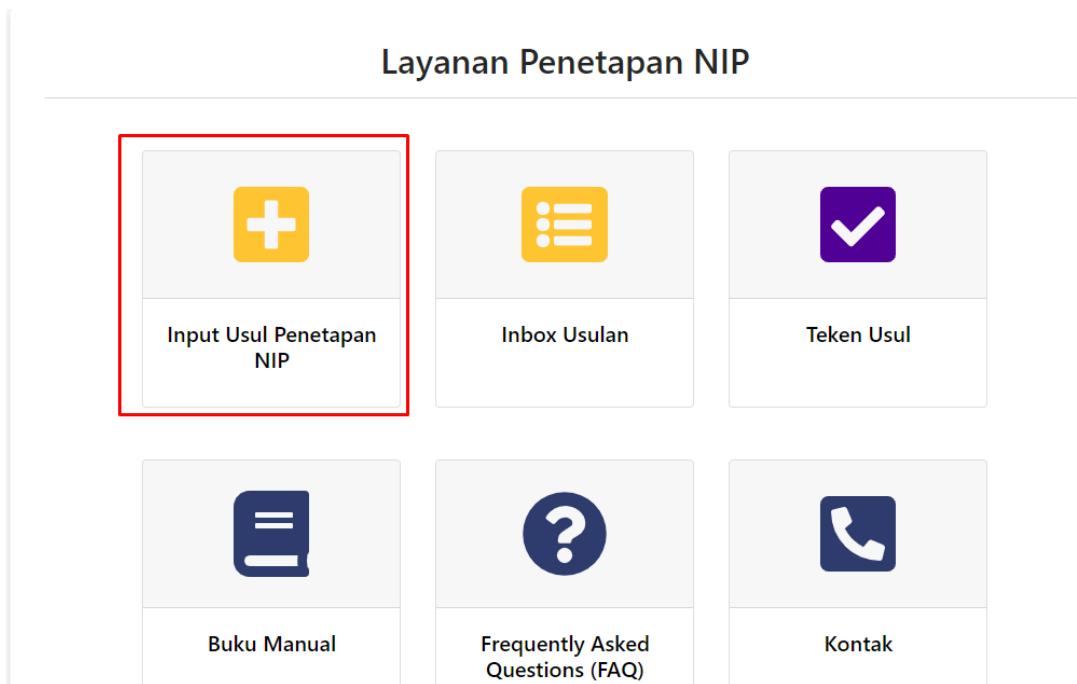 Layanan Penetapan NIP
Input Usul Penetapan
NIP
Inbox Usulan
Teken Usul
Buku Manual
Frequently Asked
Questions (FAQ)
Kontak